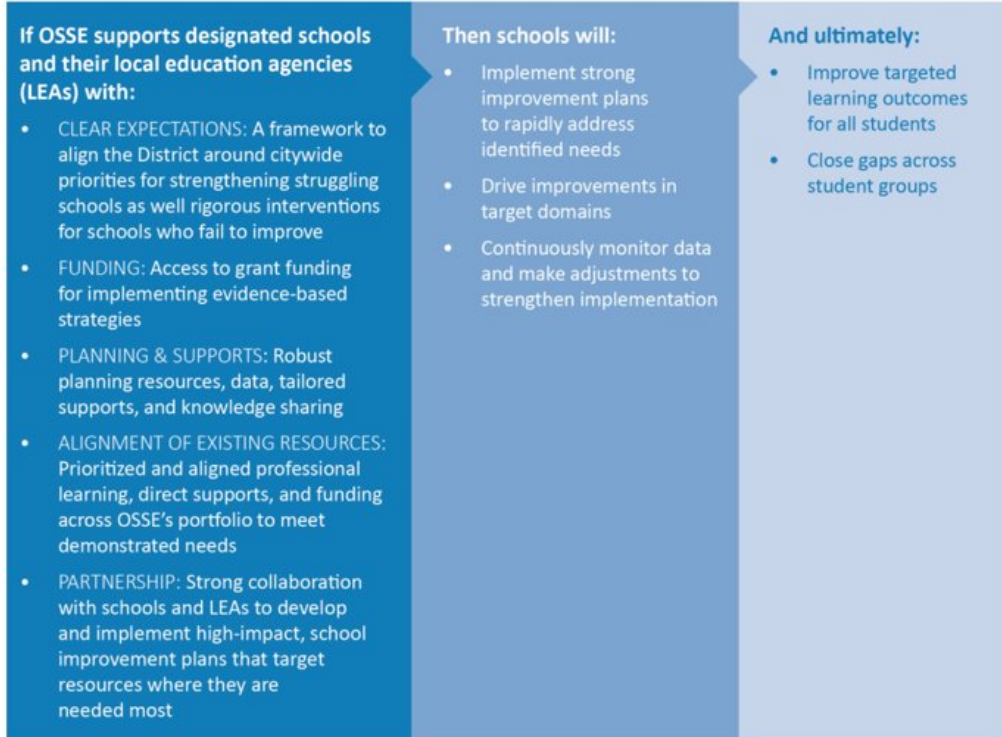 If OSSE supports designated schools
and their local education agencies
(LEAs) with:
• CLEAR EXPECTATIONS: A framework to
align the District around citywide
priorities for strengthening struggling
schools as well rigorous interventions
for schools who fail to improve
• FUNDING: Access to grant funding
for implementing evidence-based
strategies
• PLANNING & SUPPORTS: Robust
planning resources, data, tailored
supports, and knowledge sharing
• ALIGNMENT OF EXISTING RESOURCES:
Prioritized and aligned professional
learning, direct supports, and funding
across OSSE's portfolio to meet
demonstrated needs
• PARTNERSHIP: Strong collaboration
with schools and LEAs to develop
and implement high-impact, school
improvement plans that target
resources where they are
needed most
Then schools will:
• Implement strong
improvement plans
to rapidly address
identified needs
• Drive improvements in
target domains
• Continuously monitor data
and make adjustments to
strengthen implementation
And ultimately:
• Improve targeted
learning outcomes
for all students
• Close gaps across
student groups